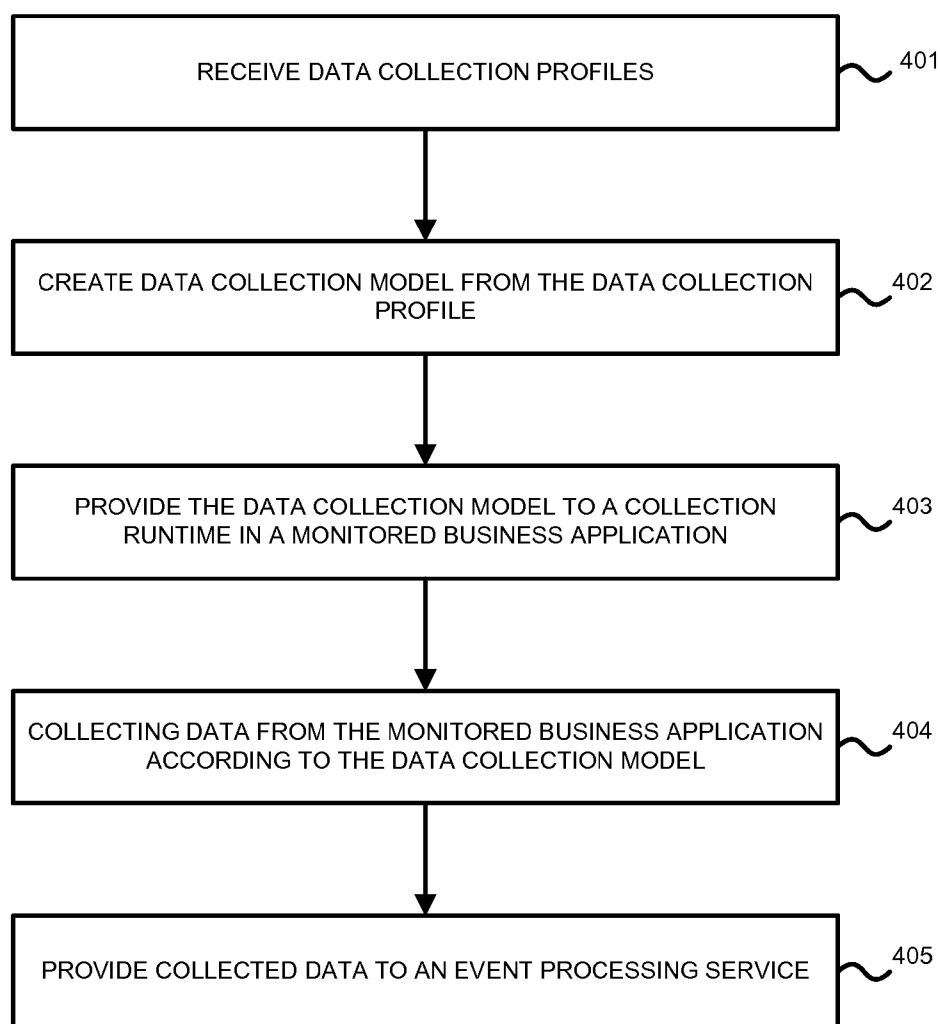 RECEIVE DATA COLLECTION PROFILES
401
CREATE DATA COLLECTION MODEL FROM THE DATA COLLECTION
PROFILE
402
PROVIDE THE DATA COLLECTION MODEL TO A COLLECTION
RUNTIME IN A MONITORED BUSINESS APPLICATION
403
COLLECTING DATA FROM THE MONITORED BUSINESS APPLICATION
ACCORDING TO THE DATA COLLECTION MODEL
404
PROVIDE COLLECTED DATA TO AN EVENT PROCESSING SERVICE
405